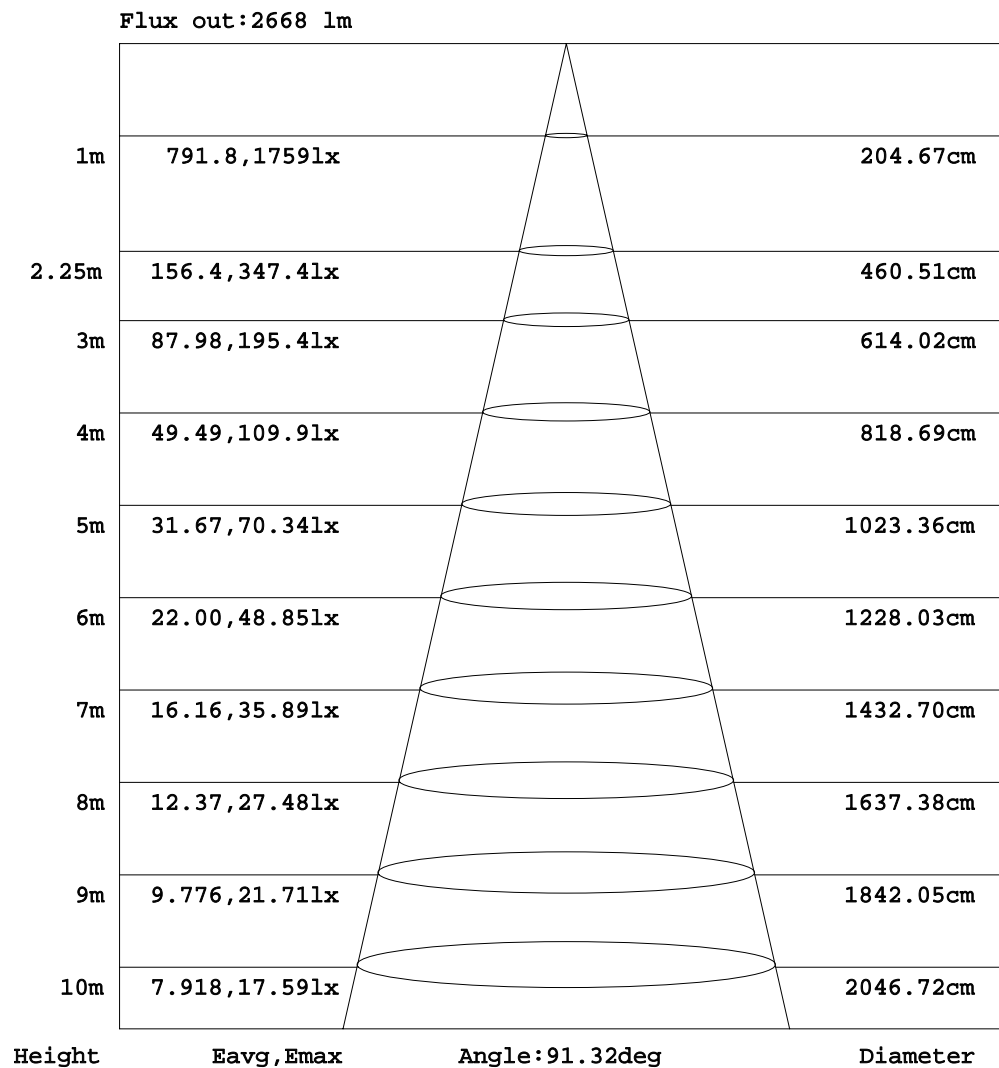 Flux out:2668 lm
1m 791.8,1759lx 204.67cm
2.25m 156.4,347.4lx 460.51cm
3m 87.98,195.4lx 614.02cm
4m 49.49,109.9lx 818.69cm
5m 31.67,70.34lx 1023.36cm
6m 22.00,48.85lx 1228.03cm
7m 16.16,35.89lx 1432.70cm
8m 12.37,27.48lx 1637.38cm
9m 9.776,21.71lx 1842.05cm
10m 7.918,17.59lx 2046.72cm
Height Eavg,Emax Angle:91.32deg Diameter